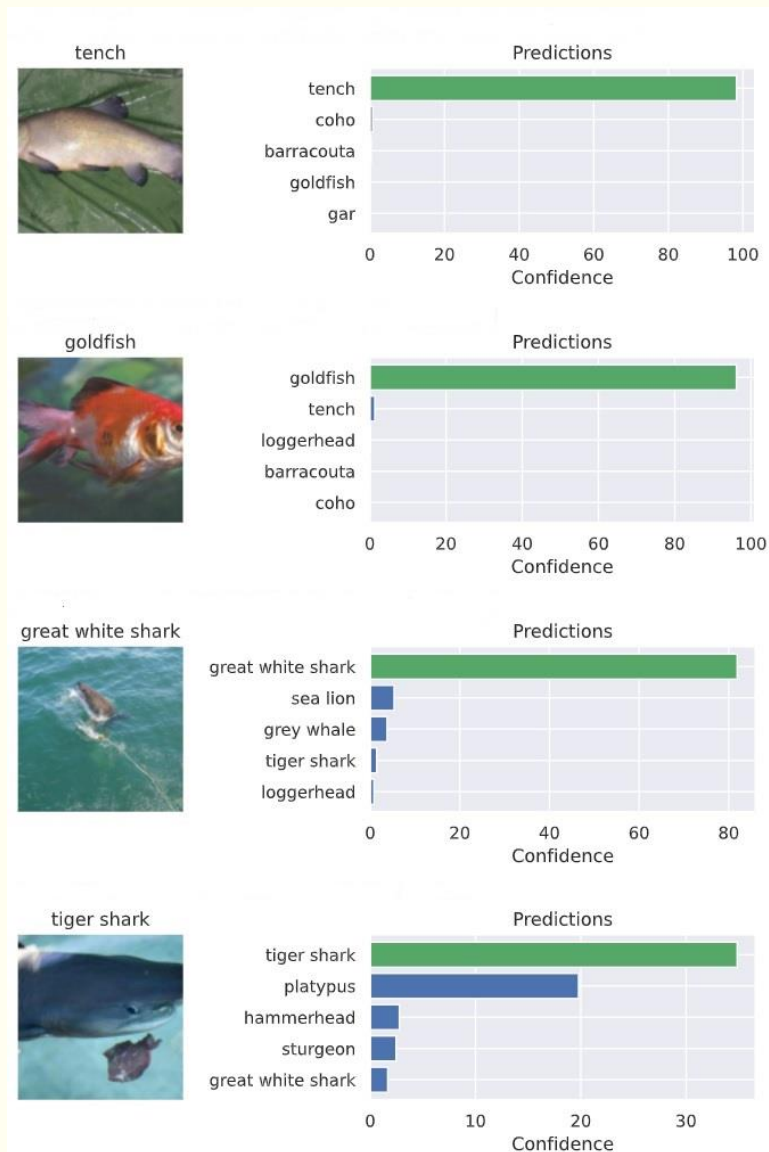 tench
Predictions
tench
coho
barracouta
goldfish
gar
0 20 40 60 80 100
Confidence
goldfish
Predictions
goldfish
tench
loggerhead
barracouta
coho
0 20 40 60 80 100
Confidence
great white shark
Predictions
great white shark
sea lion
grey whale
tiger shark
loggerhead
0 20 40 60 80
Confidence
tiger shark
Predictions
tiger shark
platypus
hammerhead
sturgeon
great white shark
0 10 20 30
Confidence